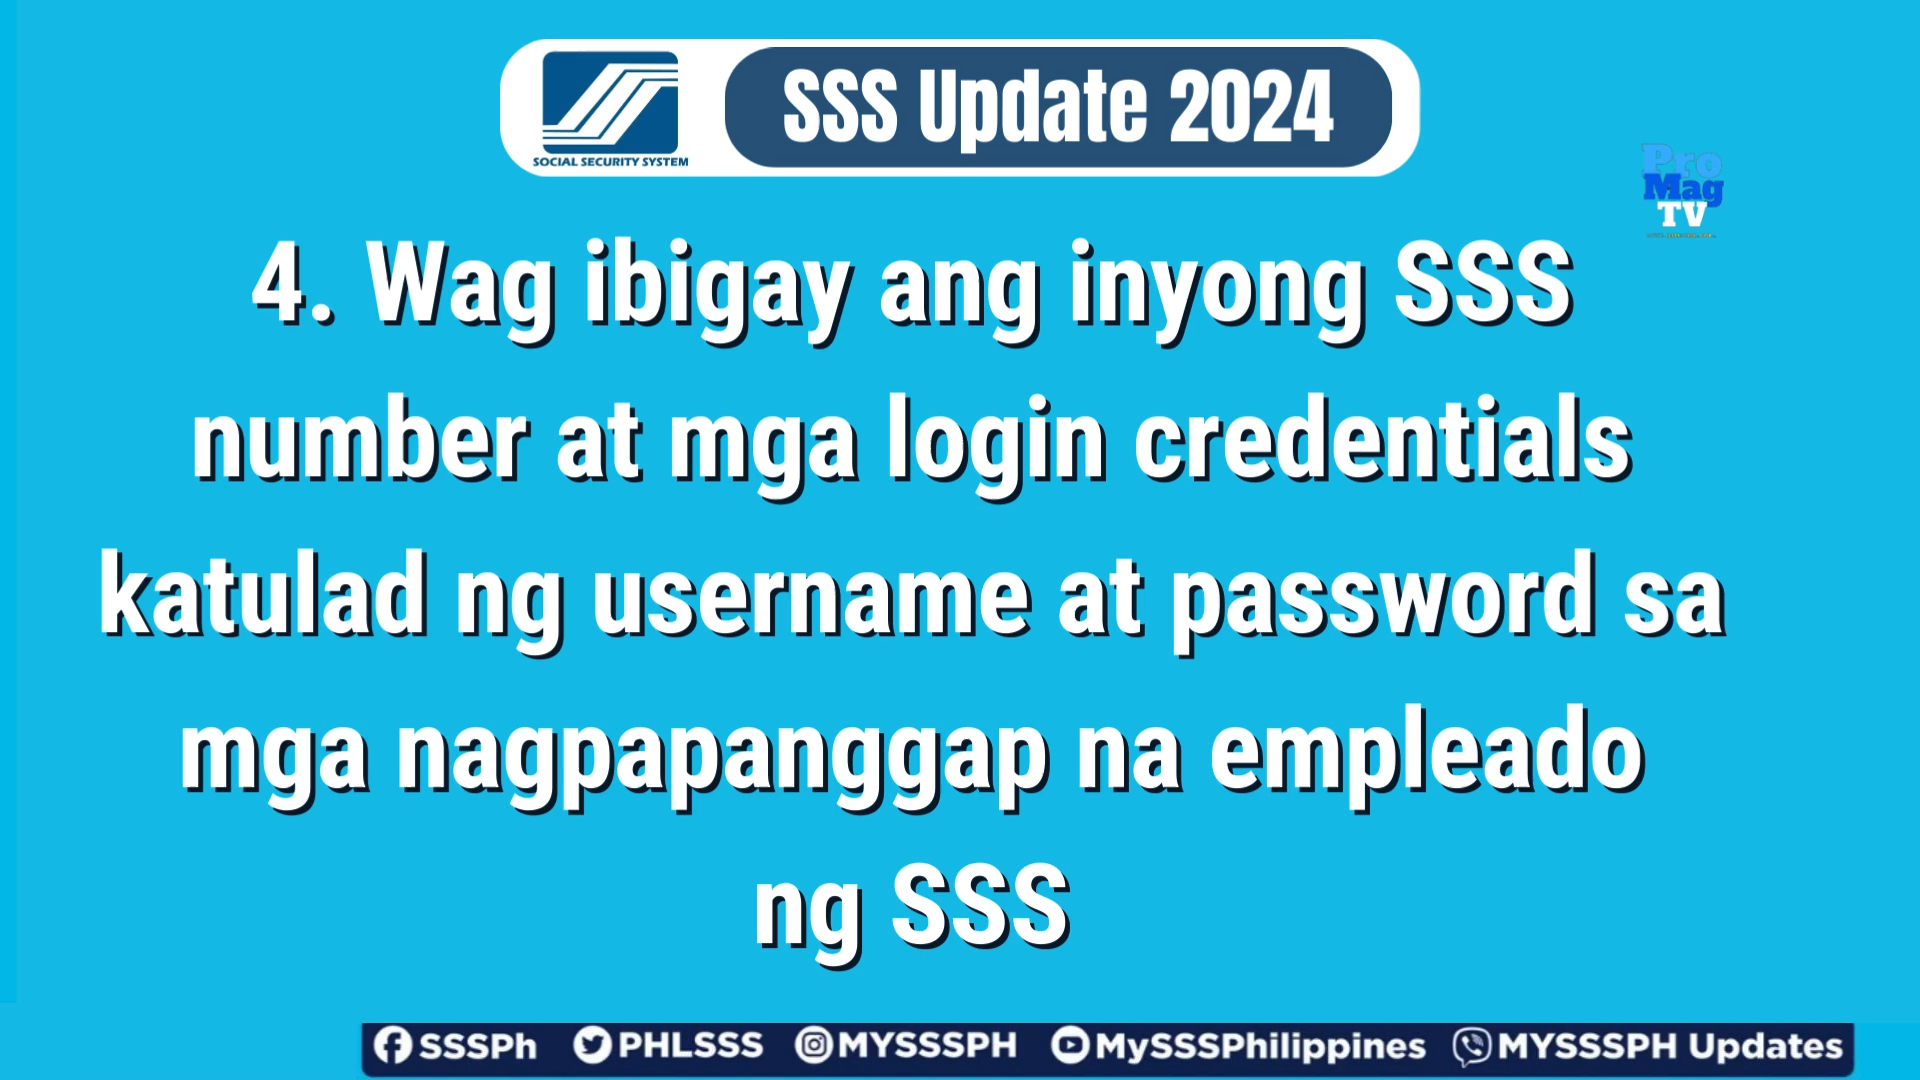 SOCIAL SECURITY SYSTEM
SSS Update 2024
Pro
Mag
TV
4. Wag ibigay ang inyong SSS
number at mga login credentials
katulad ng username at password sa
mga nagpapanggap na empleado
ng SSS
SSSPh PHLSSS MYSSSPH MySSSPhilippines MYSSSPH Updates